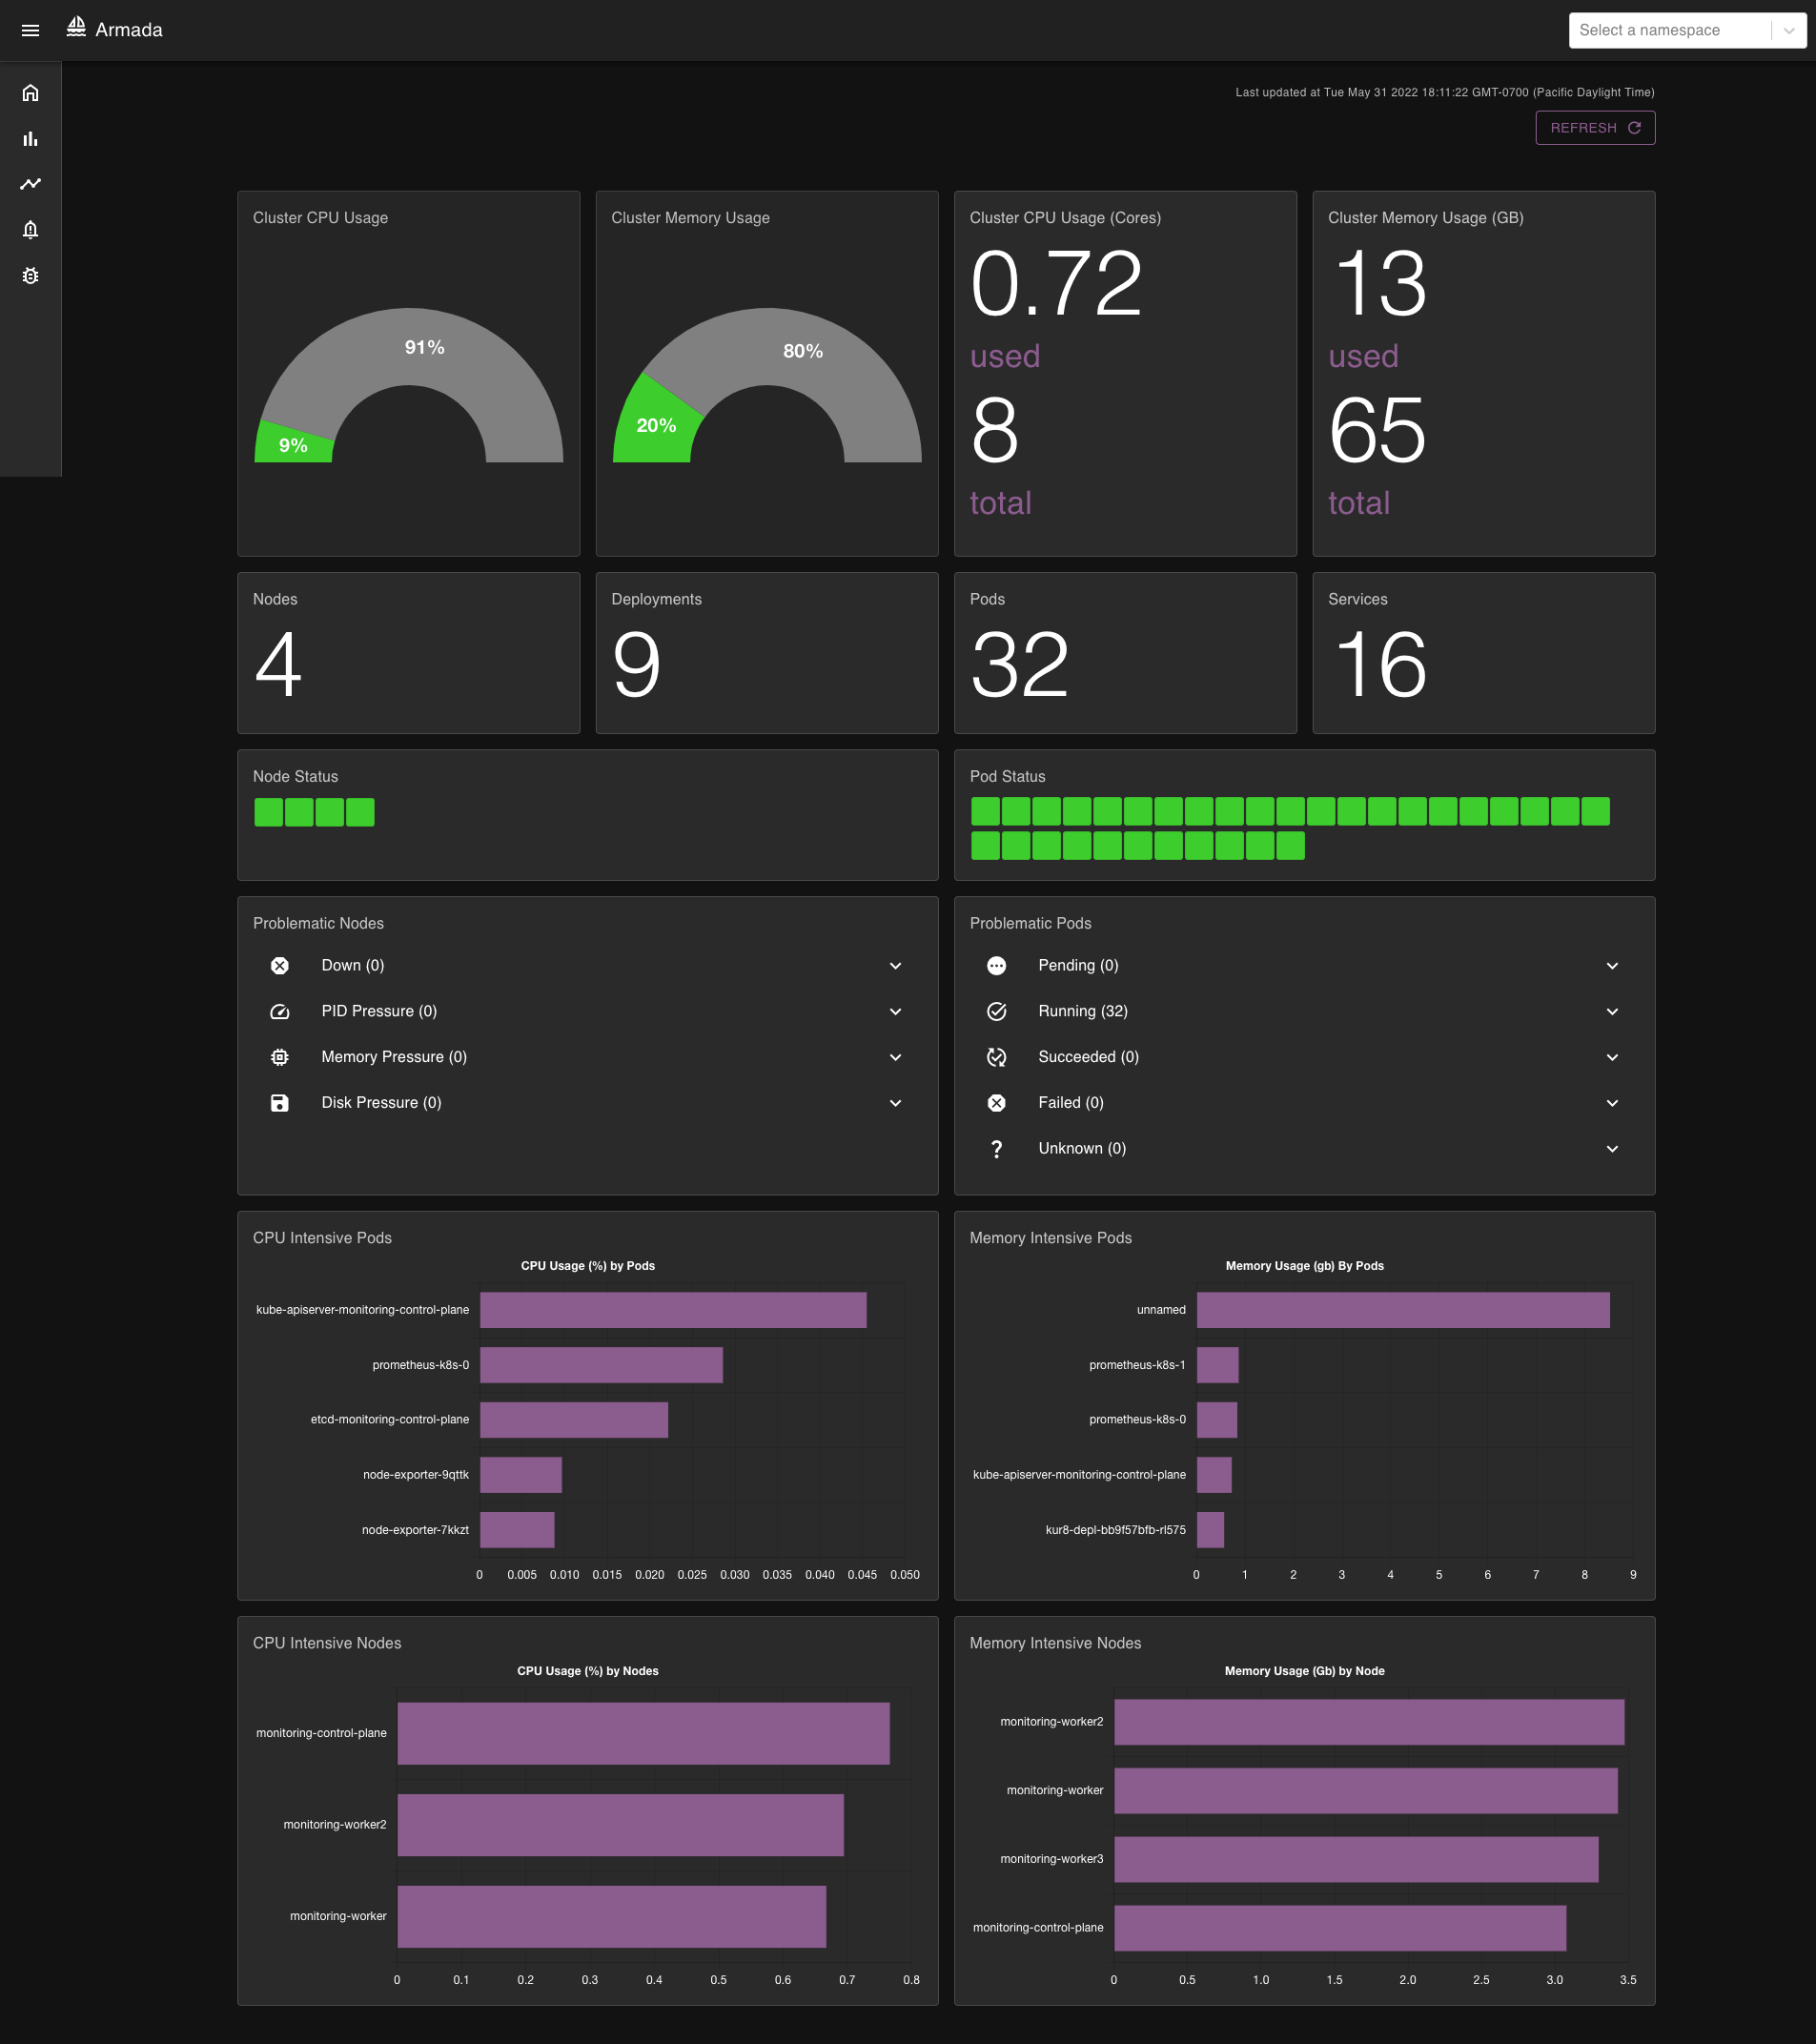 Armada
Select a namespace
Last updated at Tue May 31 2022 18:11:22 GMT-0700 (Pacific Daylight Time)
REFRESH
Cluster CPU Usage
91%
9%
Cluster Memory Usage
80%
20%
Cluster CPU Usage (Cores)
0.72
used
8
total
Cluster Memory Usage (GB)
13
used
65
total
Nodes
4
Deployments
9
Pods
32
Services
16
Node Status
Pod Status
Problematic Nodes
Down (0)
PID Pressure (0)
Memory Pressure (0)
Disk Pressure (0)
Problematic Pods
Pending (0)
Running (32)
Succeeded (0)
Failed (0)
Unknown (0)
CPU Intensive Pods
CPU Usage (%) by Pods
kube-apiserver-monitoring-control-plane
prometheus-k8s-0
etcd-monitoring-control-plane
node-exporter-9qttk
node-exporter-7kkzt
0 0.005 0.010 0.015 0.020 0.025 0.030 0.035 0.040 0.045 0.050
Memory Intensive Pods
Memory Usage (gb) By Pods
unnamed
prometheus-k8s-1
prometheus-k8s-0
kube-apiserver-monitoring-control-plane
kur8-depl-bb9f57bfb-rl575
0 1 2 3 4 5 6 7 8 9
CPU Intensive Nodes
CPU Usage (%) by Nodes
monitoring-control-plane
monitoring-worker2
monitoring-worker
0 0.1 0.2 0.3 0.4 0.5 0.6 0.7 0.8
Memory Intensive Nodes
Memory Usage (Gb) by Node
monitoring-worker2
monitoring-worker
monitoring-worker3
monitoring-control-plane
0 0.5 1.0 1.5 2.0 2.5 3.0 3.5